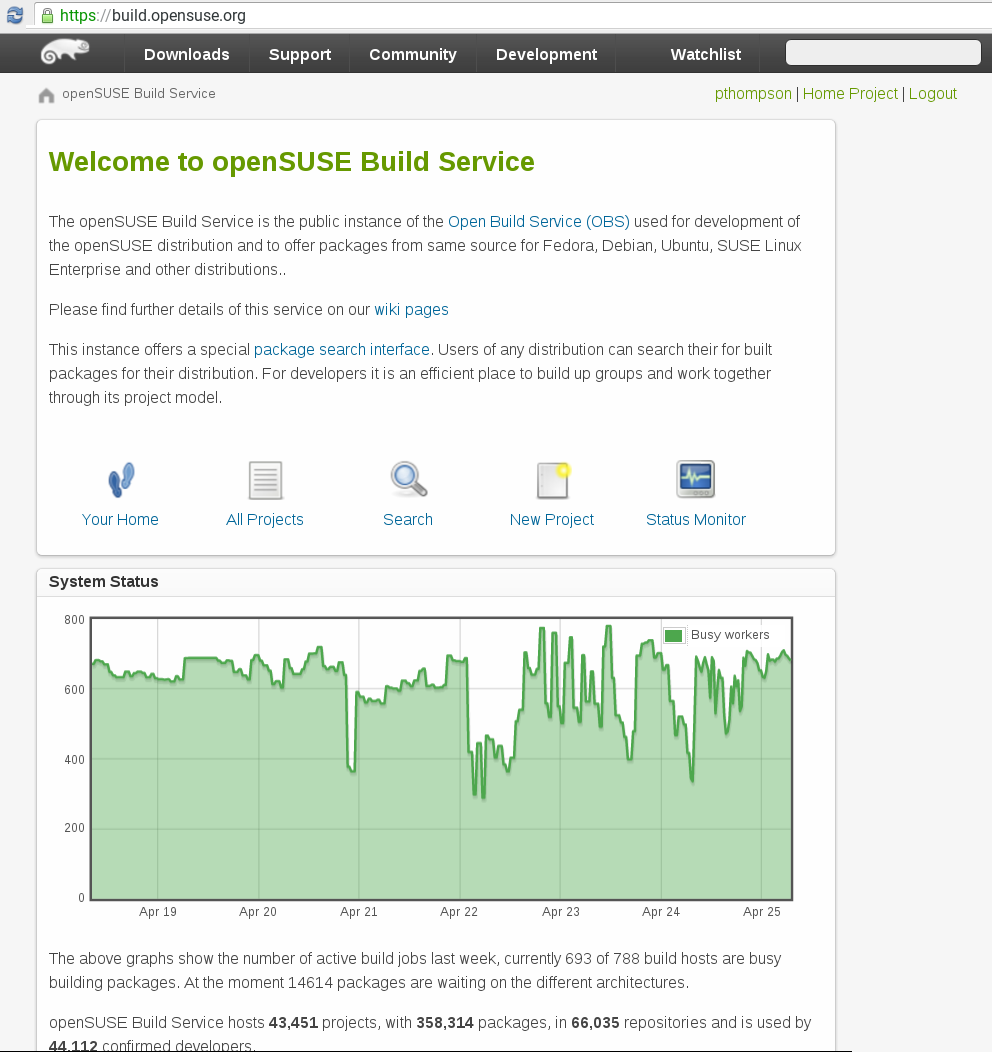 https://build.opensuse.org
Downloads Support Community Development Watchlist
openSUSE Build Service pthompson | Home Project | Logout
Welcome to openSUSE Build Service
The openSUSE Build Service is the public instance of the Open Build Service (OBS) used for development of
the openSUSE distribution and to offer packages from same source for Fedora, Debian, Ubuntu, SUSE Linux
Enterprise and other distributions..
Please find further details of this service on our wiki pages
This instance offers a special package search interface. Users of any distribution can search their for built
packages for their distribution. For developers it is an efficient place to build up groups and work together
through its project model.
Your Home All Projects Search New Project Status Monitor
System Status
800
Busy workers
600
400
200
0
Apr 19 Apr 20 Apr 21 Apr 22 Apr 23 Apr 24 Apr 25
The above graphs show the number of active build jobs last week, currently 693 of 788 build hosts are busy
building packages. At the moment 14614 packages are waiting on the different architectures.
openSUSE Build Service hosts 43,451 projects, with 358,314 packages, in 66,035 repositories and is used by
44,112 confirmed developers.